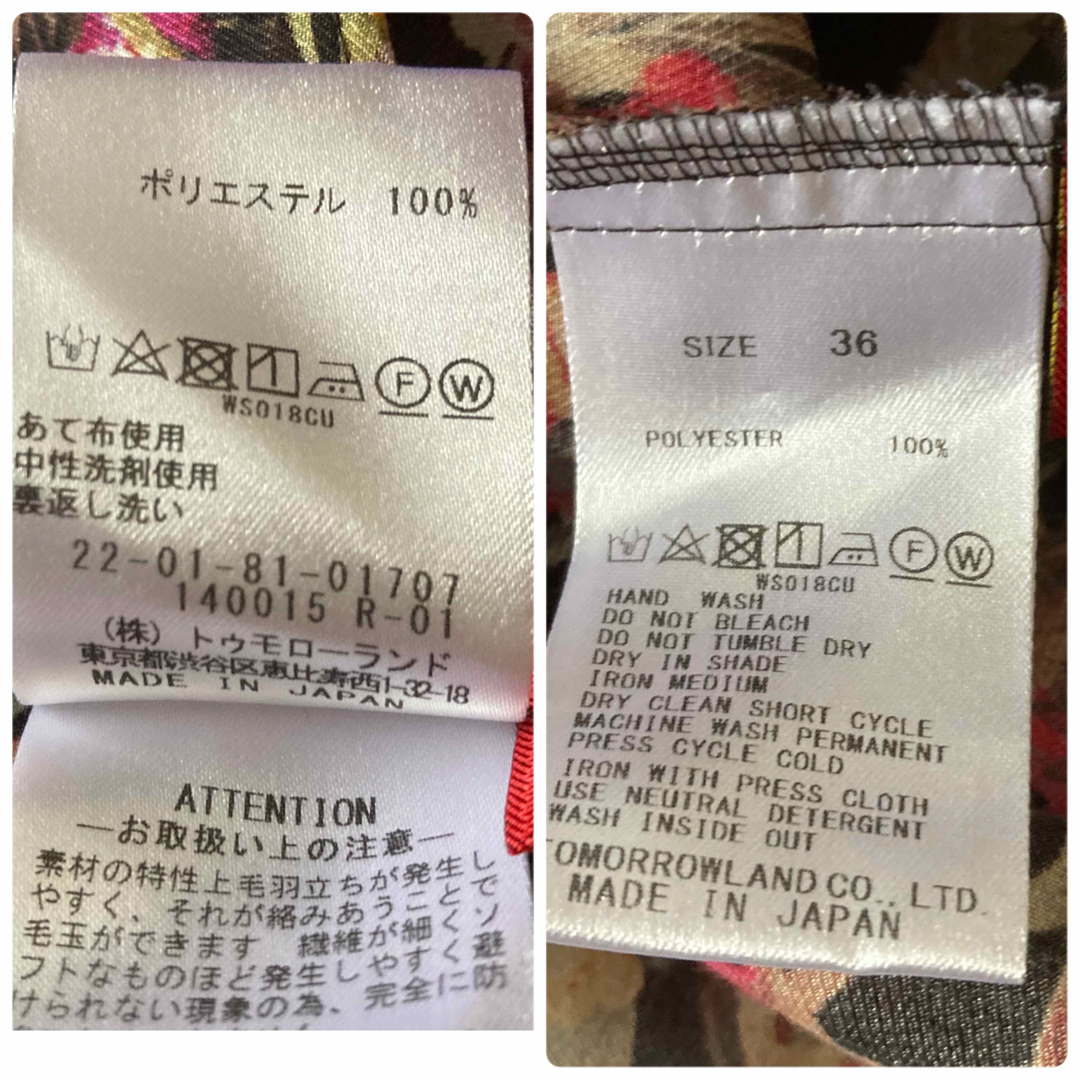 ポリエステル 100%
F W
WS018CU
あて布使用
中性洗剤使用
裏返し洗い
22-01-81-01707
140015 R-01
(株) トゥモローランド
東京都渋谷区恵比寿西1-32-18
MADE IN JAPAN
ATTENTION
―お取扱い上の注意―
素材の特性上毛羽立ちが発生し
やすく、それが絡みあうことで
毛玉ができます 繊維が細くソ
フトなものほど発生しやすく避
けられない現象の為、完全に防
SIZE 36
POLYESTER 100%
F W
WS018CU
HAND WASH
DO NOT BLEACH
DO NOT TUMBLE DRY
DRY IN SHADE
IRON MEDIUM
DRY CLEAN SHORT CYCLE
MACHINE WASH PERMANENT
PRESS CYCLE COLD
IRON WITH PRESS CLOTH
USE NEUTRAL DETERGENT
WASH INSIDE OUT
TOMORROWLAND CO., LTD.
MADE IN JAPAN